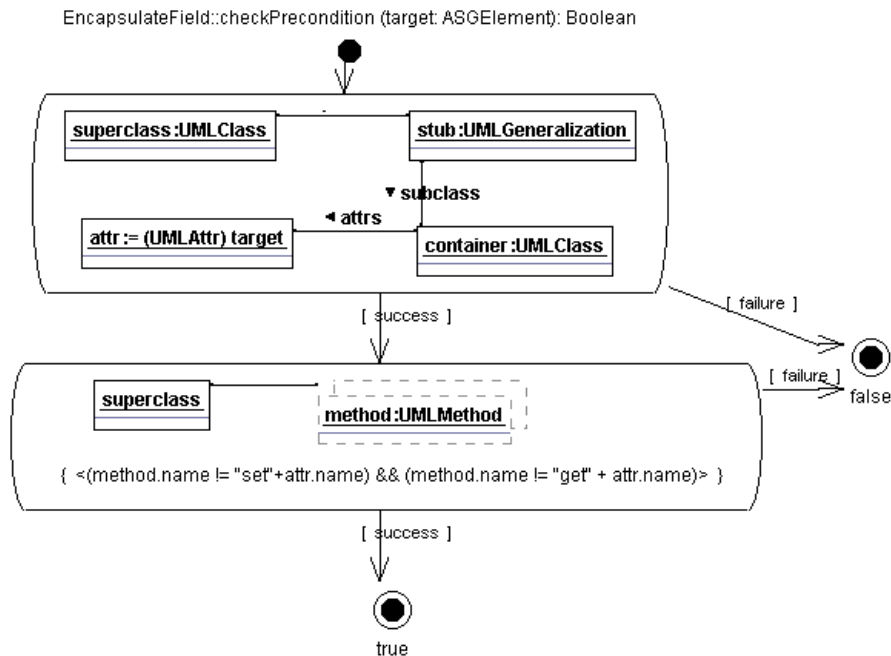 EncapsulateField::checkPrecondition (target: ASGElement): Boolean
superclass :UMLClass
stub :UMLGeneralization
▼ subclass
◄ attrs
attr := (UMLAttr) target
container :UMLClass
[ failure ]
[ success ]
[ failure ]
false
superclass
method :UMLMethod
{ <(method.name != "set"+attr.name) && (method.name != "get" + attr.name)> }
[ success ]
true